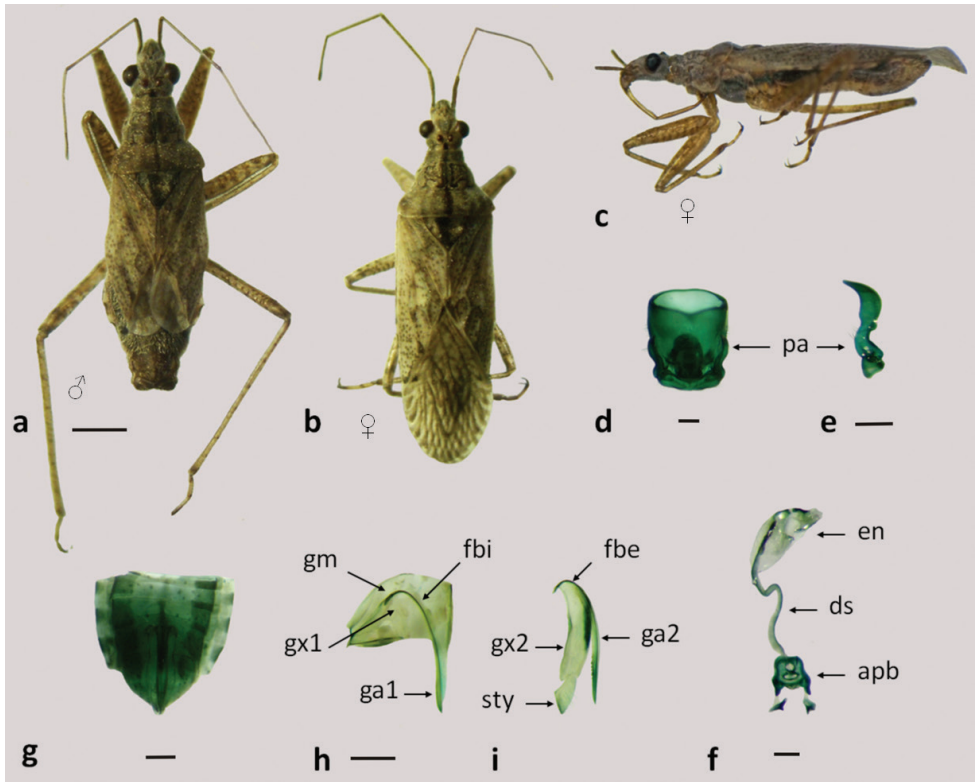 ♂
a
b
♀
c
♀
d
pa
e
g
gm
fbi
gx1
ga1
h
fbe
gx2
ga2
sty
i
en
ds
apb
f